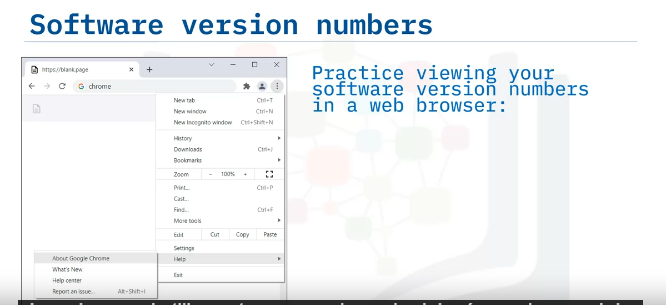 Software version numbers
https://blank.page
chrome
Practice viewing your
software version numbers
in a web browser:
New tab Ctrl+T
New window Ctrl+N
New Incognito window Ctrl+Shift+N
History
Downloads Ctrl+J
Bookmarks
Zoom - 100% +
Print... Ctrl+P
Cast...
Find... Ctrl+F
More tools
Edit Cut Copy Paste
Settings
Help
Exit
About Google Chrome
What's New
Help center
Report an issue... Alt+Shift+I